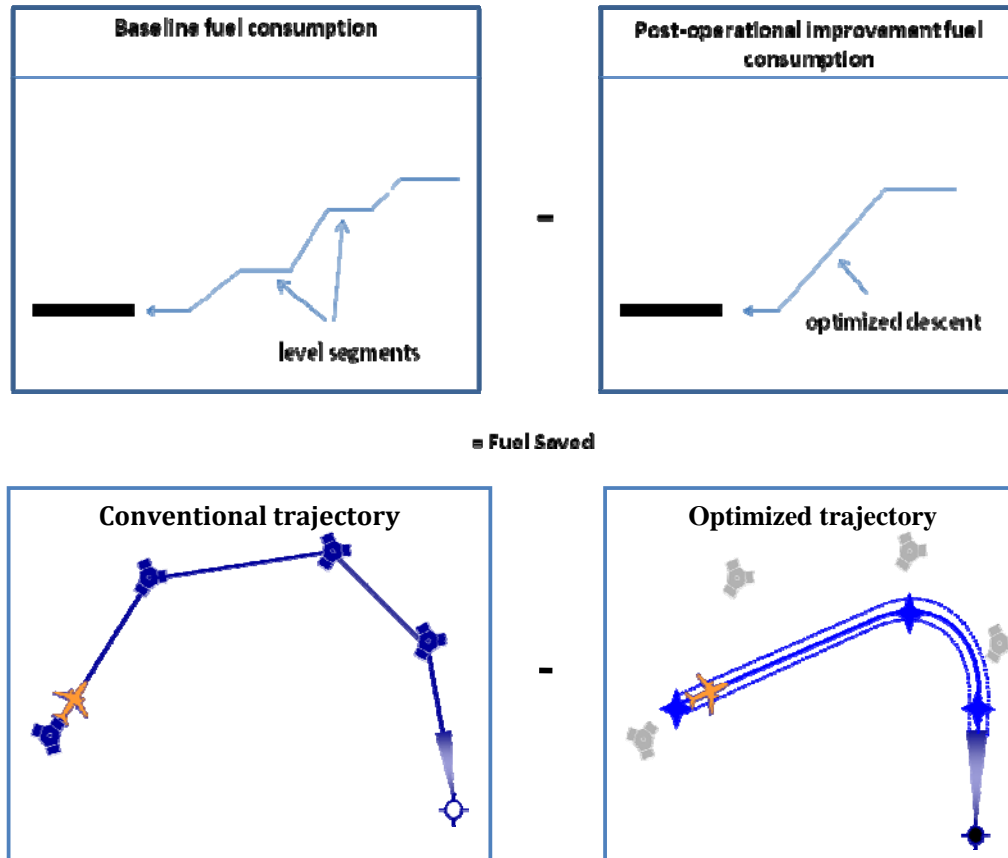 Baseline fuel consumption
Post-operational improvement fuel
consumption
-
level segments
optimized descent
= Fuel Saved
Conventional trajectory
Optimized trajectory
-